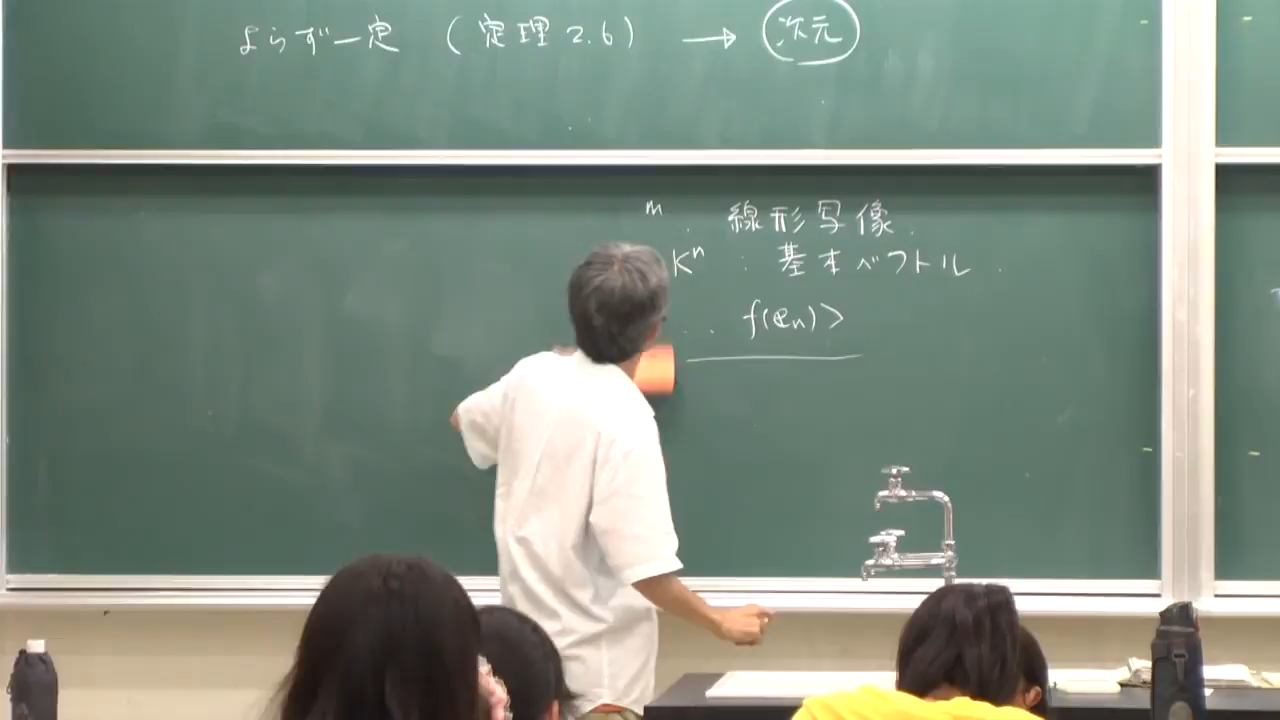 よらず一定 (定理 2.6) → 次元
m . 線形写像.
Kⁿ : 基本ベクトル.
.. f(𝕖ₙ)>